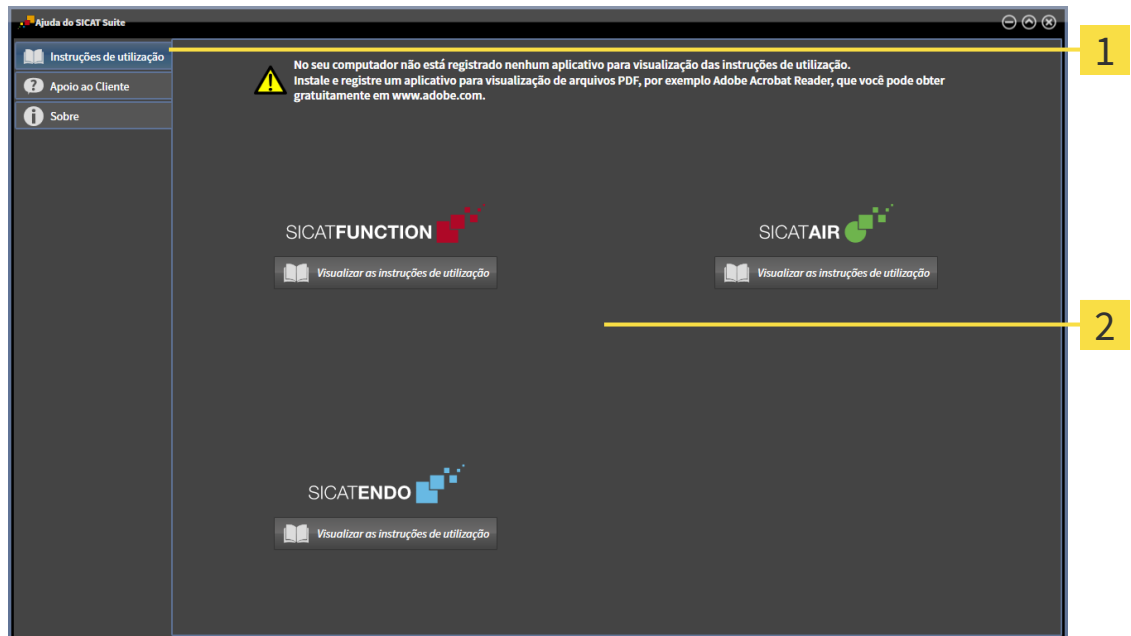 Ajuda do SICAT Suite
Instruções de utilização
1
No seu computador não está registrado nenhum aplicativo para visualização das instruções de utilização.
Instale e registre um aplicativo para visualização de arquivos PDF, por exemplo Adobe Acrobat Reader, que você pode obter
gratuitamente em www.adobe.com.
Apoio ao Cliente
Sobre
SICATFUNCTION
SICATAIR
Visualizar as instruções de utilização
Visualizar as instruções de utilização
2
SICATENDO
Visualizar as instruções de utilização